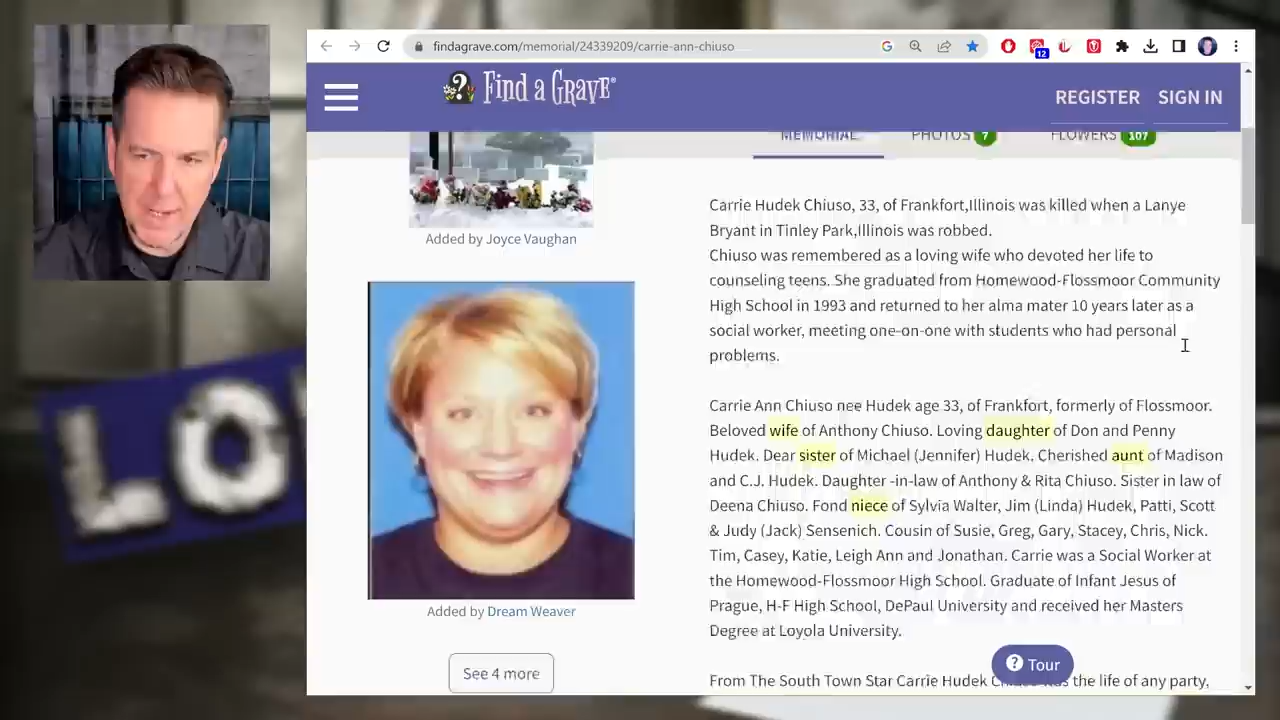 findagrave.com/memorial/24339209/carrie-ann-chiuso
12
Find a Grave®
REGISTER SIGN IN
MEMORIAL PHOTOS 7 FLOWERS 107
Added by Joyce Vaughan
Carrie Hudek Chiuso, 33, of Frankfort,Illinois was killed when a Lanye
Bryant in Tinley Park,Illinois was robbed.
Chiuso was remembered as a loving wife who devoted her life to
counseling teens. She graduated from Homewood-Flossmoor Community
High School in 1993 and returned to her alma mater 10 years later as a
social worker, meeting one-on-one with students who had personal
problems.
Carrie Ann Chiuso nee Hudek age 33, of Frankfort, formerly of Flossmoor.
Beloved wife of Anthony Chiuso. Loving daughter of Don and Penny
Hudek. Dear sister of Michael (Jennifer) Hudek. Cherished aunt of Madison
and C.J. Hudek. Daughter -in-law of Anthony & Rita Chiuso. Sister in law of
Deena Chiuso. Fond niece of Sylvia Walter, Jim (Linda) Hudek, Patti, Scott
& Judy (Jack) Sensenich. Cousin of Susie, Greg, Gary, Stacey, Chris, Nick.
Tim, Casey, Katie, Leigh Ann and Jonathan. Carrie was a Social Worker at
the Homewood-Flossmoor High School. Graduate of Infant Jesus of
Prague, H-F High School, DePaul University and received her Masters
Degree at Loyola University.
From The South Town Star Carrie Hudek the life of any party,
Added by Dream Weaver
See 4 more
? Tour
LO